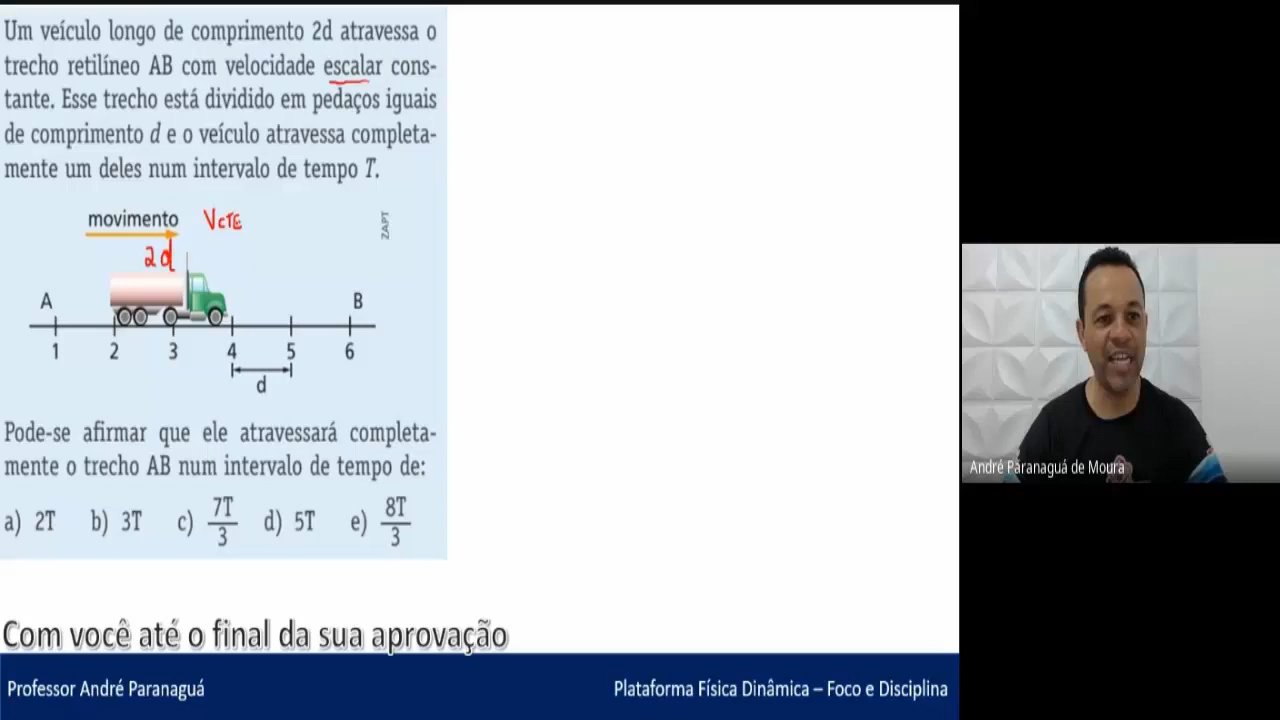 Um veículo longo de comprimento 2d atravessa o
trecho retilíneo AB com velocidade escalar cons-
tante. Esse trecho está dividido em pedaços iguais
de comprimento d e o veículo atravessa completa-
mente um deles num intervalo de tempo T.
movimento VCTE
ZAPT
2d
A B
1 2 3 4 5 6
d
Pode-se afirmar que ele atravessará completa-
mente o trecho AB num intervalo de tempo de:
a) 2T b) 3T c) 7T/3 d) 5T e) 8T/3
Com você até o final da sua aprovação
Professor André Paranaguá Plataforma Física Dinâmica – Foco e Disciplina
André Paranaguá de Moura